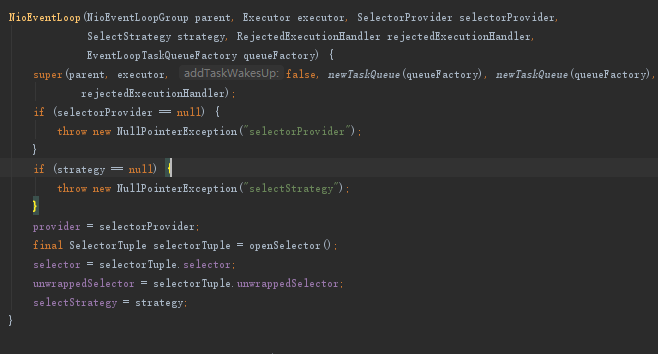 NioEventLoop(NioEventLoopGroup parent, Executor executor, SelectorProvider selectorProvider,
SelectStrategy strategy, RejectedExecutionHandler rejectedExecutionHandler,
EventLoopTaskQueueFactory queueFactory) {
super(parent, executor, addTaskWakesUp: false, newTaskQueue(queueFactory), newTaskQueue(queueFactory),
rejectedExecutionHandler);
if (selectorProvider == null) {
throw new NullPointerException("selectorProvider");
}
if (strategy == null) {
throw new NullPointerException("selectStrategy");
}
provider = selectorProvider;
final SelectorTuple selectorTuple = openSelector();
selector = selectorTuple.selector;
unwrappedSelector = selectorTuple.unwrappedSelector;
selectStrategy = strategy;
}